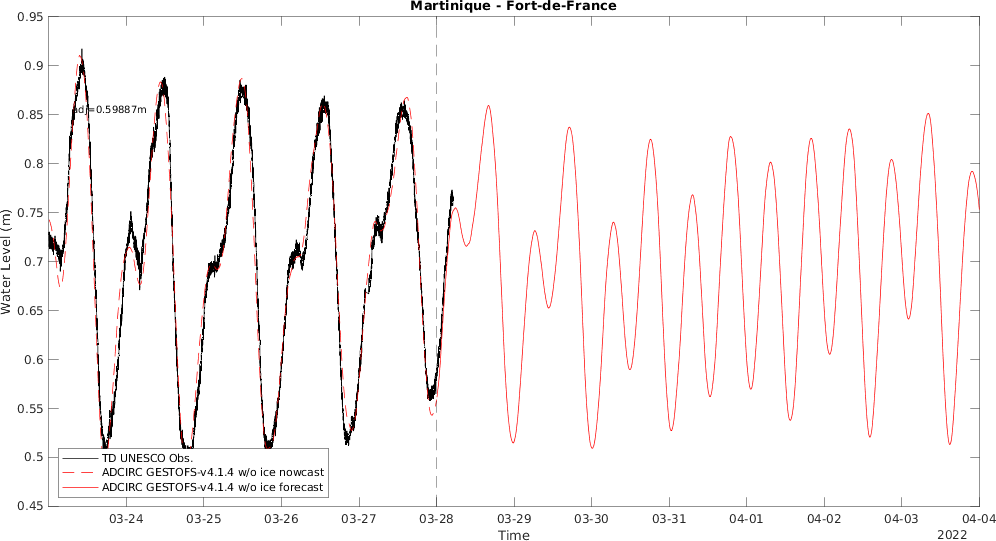 Martinique - Fort-de-France
0.95
0.9
0.85
0.8
0.75
0.7
0.65
0.6
0.55
0.5
0.45
Water Level (m)
adj=0.59887m
TD UNESCO Obs.
ADCIRC GESTOFS-v4.1.4 w/o ice nowcast
ADCIRC GESTOFS-v4.1.4 w/o ice forecast
03-24 03-25 03-26 03-27 03-28 03-29 03-30 03-31 04-01 04-02 04-03 04-04
Time
2022